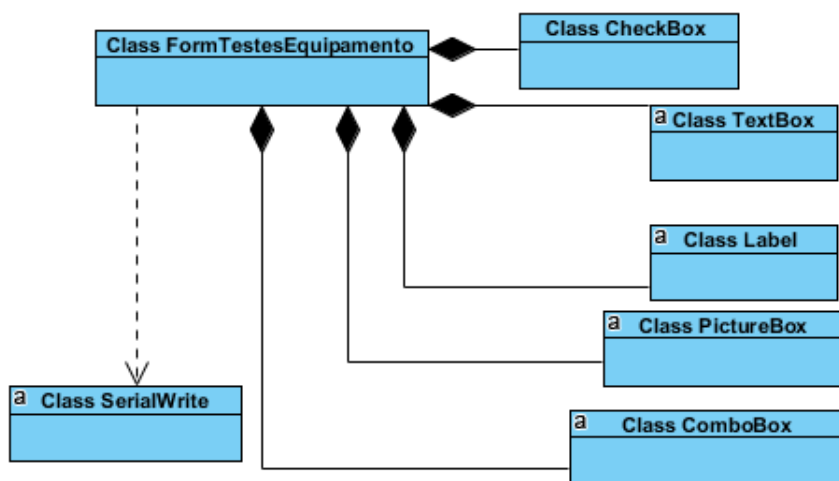 Class CheckBox
Class FormTestesEquipamento
a Class TextBox
a Class Label
a Class PictureBox
a Class SerialWrite
a Class ComboBox